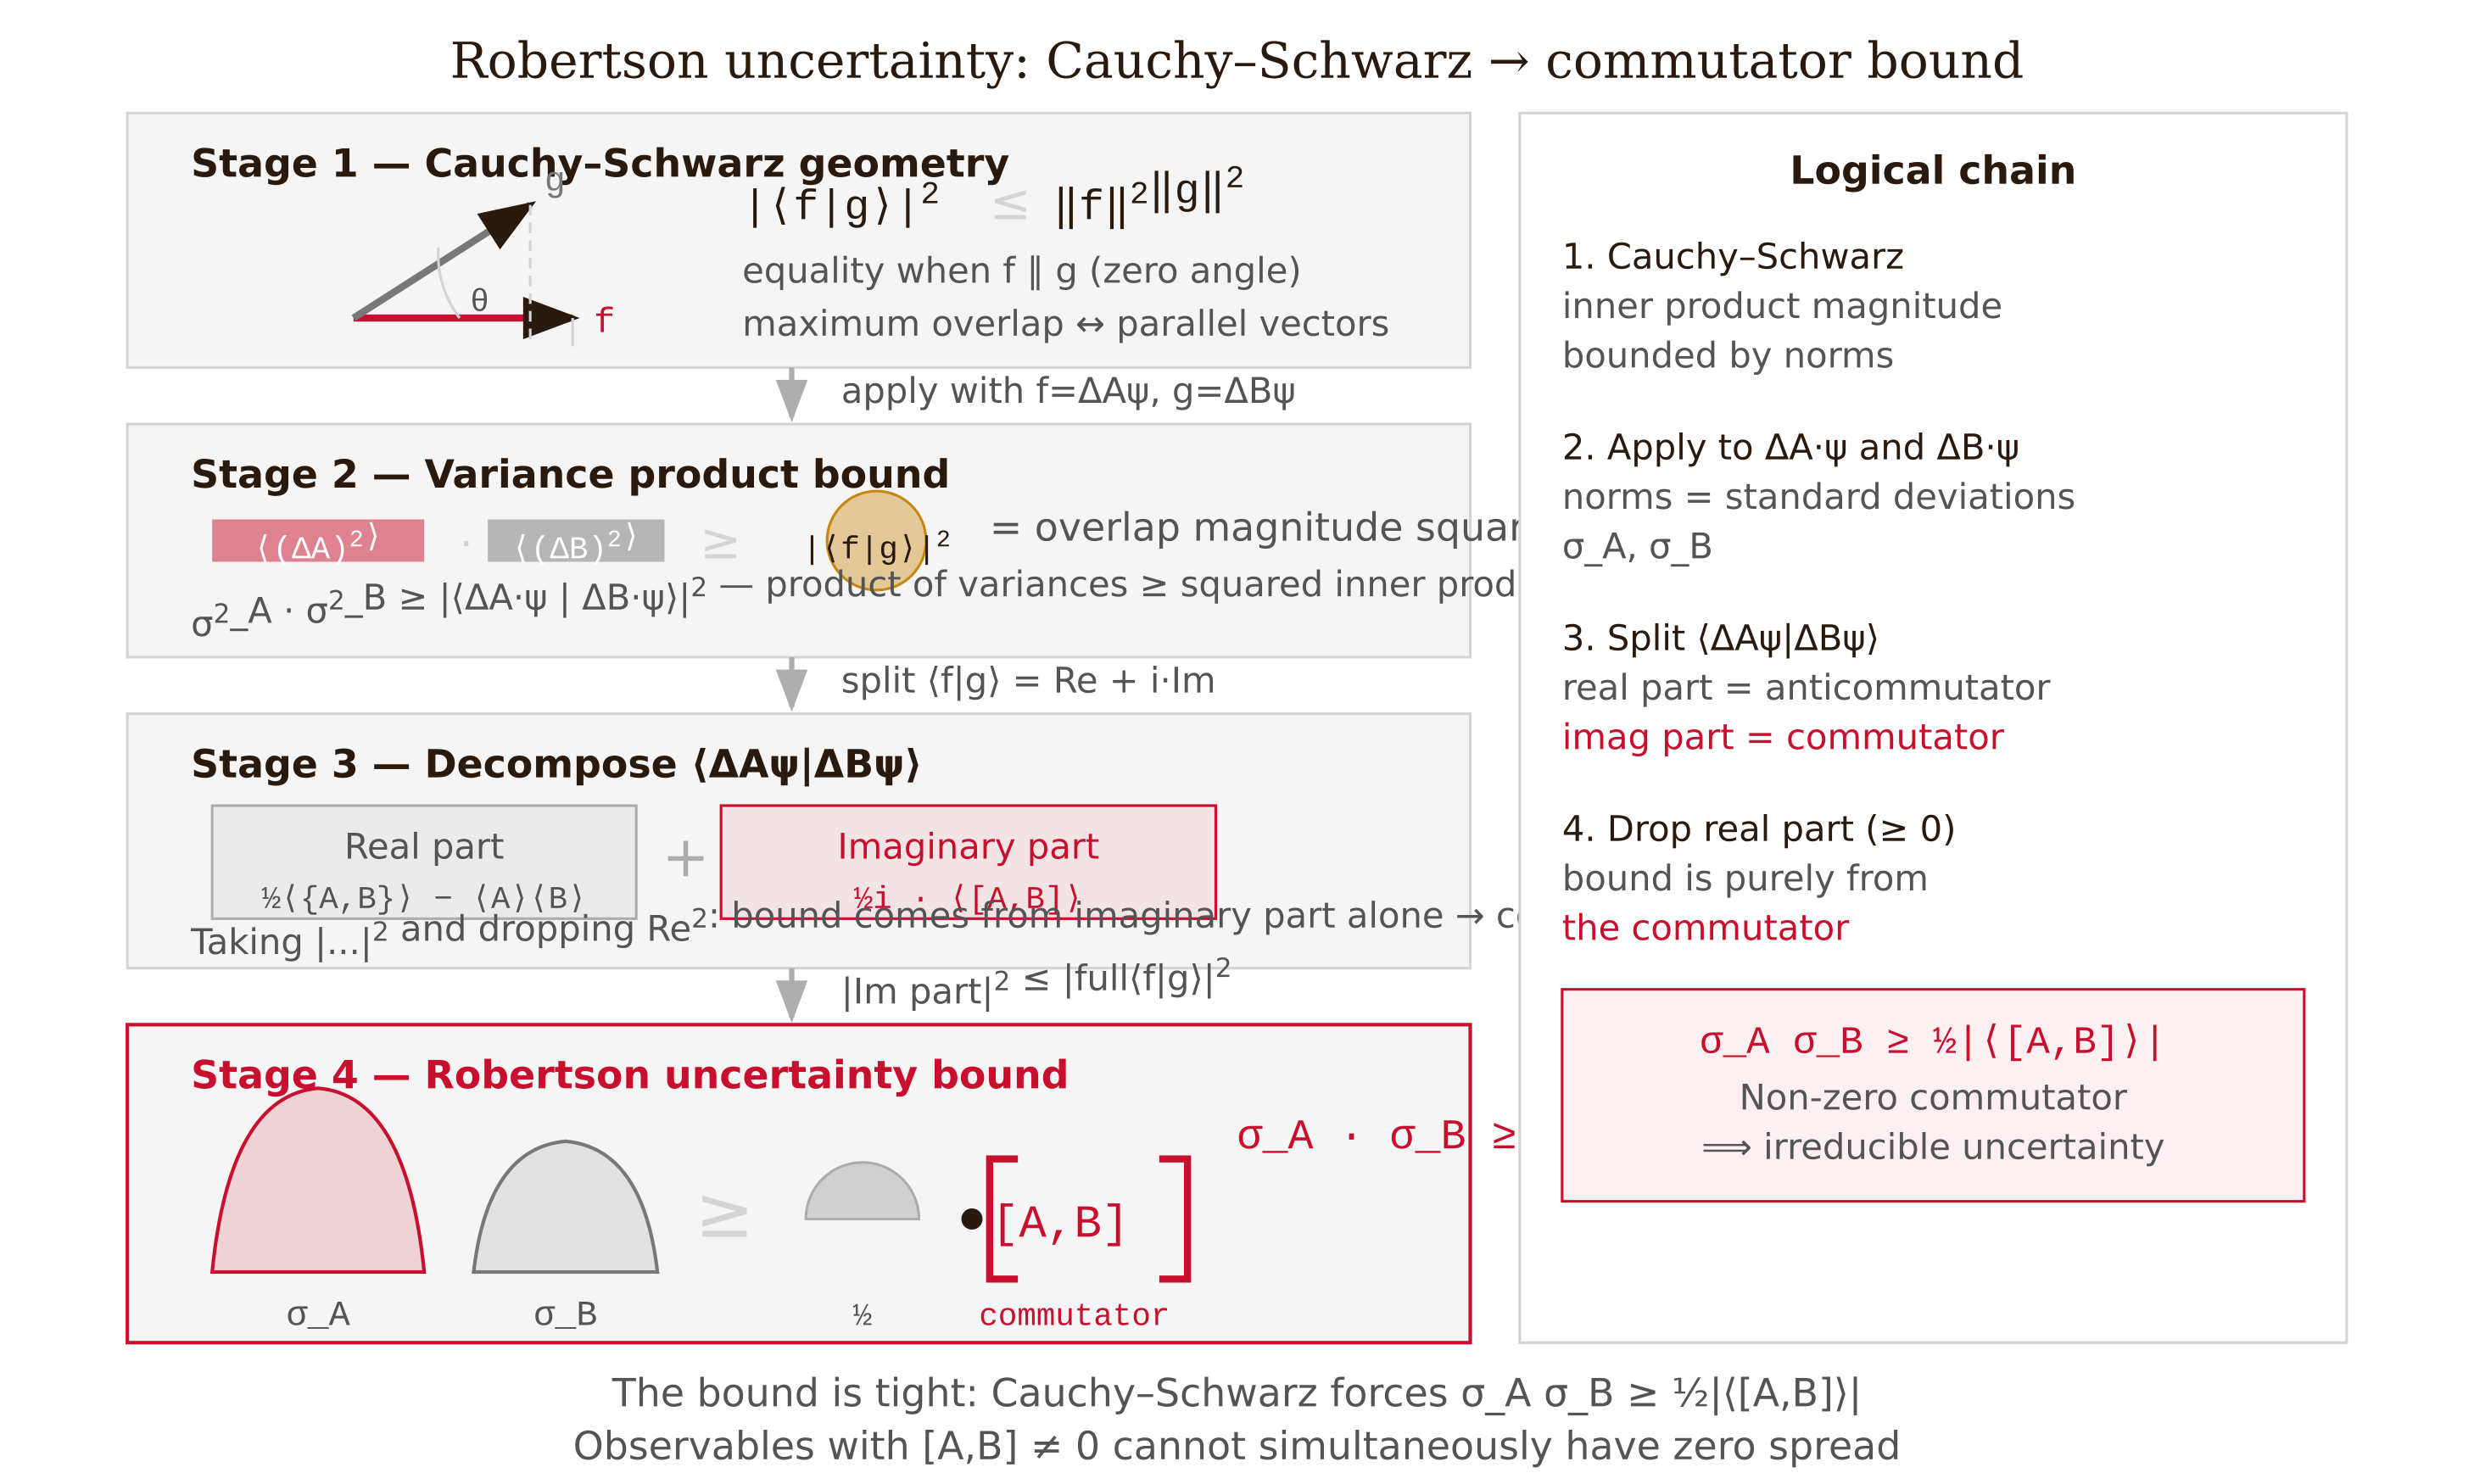 Robertson uncertainty: Cauchy–Schwarz → commutator bound
Stage 1 — Cauchy–Schwarz geometry
g
θ
f
|⟨f|g⟩|² ≤ ‖f‖²‖g‖²
equality when f ∥ g (zero angle)
maximum overlap ↔ parallel vectors
apply with f=ΔAψ, g=ΔBψ
Stage 2 — Variance product bound
⟨(ΔA)²⟩ · ⟨(ΔB)²⟩ ≥ |⟨f|g⟩|² = overlap magnitude squar
σ²_A · σ²_B ≥ |⟨ΔA·ψ | ΔB·ψ⟩|² — product of variances ≥ squared inner prod
split ⟨f|g⟩ = Re + i·Im
Stage 3 — Decompose ⟨ΔAψ|ΔBψ⟩
Real part
½⟨{A,B}⟩ − ⟨A⟩⟨B⟩
+
Imaginary part
½i · ⟨[A,B]⟩
Taking |...|² and dropping Re²: bound comes from imaginary part alone → c
|Im part|² ≤ |full⟨f|g⟩|²
Stage 4 — Robertson uncertainty bound
σ_A · σ_B ≥
≥
[A,B]
σ_A
σ_B
½
commutator
Logical chain
1. Cauchy–Schwarz
inner product magnitude
bounded by norms
2. Apply to ΔA·ψ and ΔB·ψ
norms = standard deviations
σ_A, σ_B
3. Split ⟨ΔAψ|ΔBψ⟩
real part = anticommutator
imag part = commutator
4. Drop real part (≥ 0)
bound is purely from
the commutator
σ_A σ_B ≥ ½|⟨[A,B]⟩|
Non-zero commutator
⟹ irreducible uncertainty
The bound is tight: Cauchy–Schwarz forces σ_A σ_B ≥ ½|⟨[A,B]⟩|
Observables with [A,B] ≠ 0 cannot simultaneously have zero spread